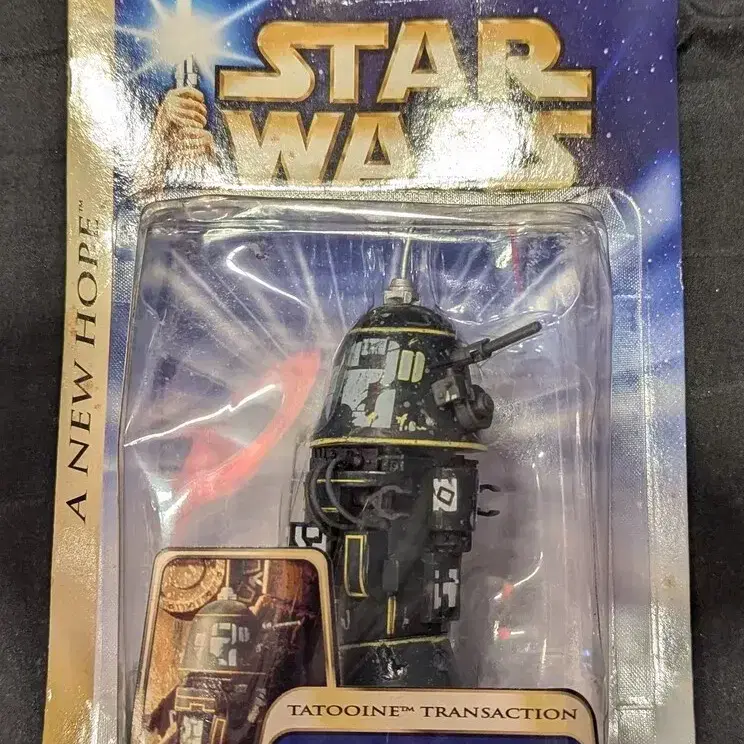 STAR
WARS
A NEW HOPE™
TATOOINE™ TRANSACTION